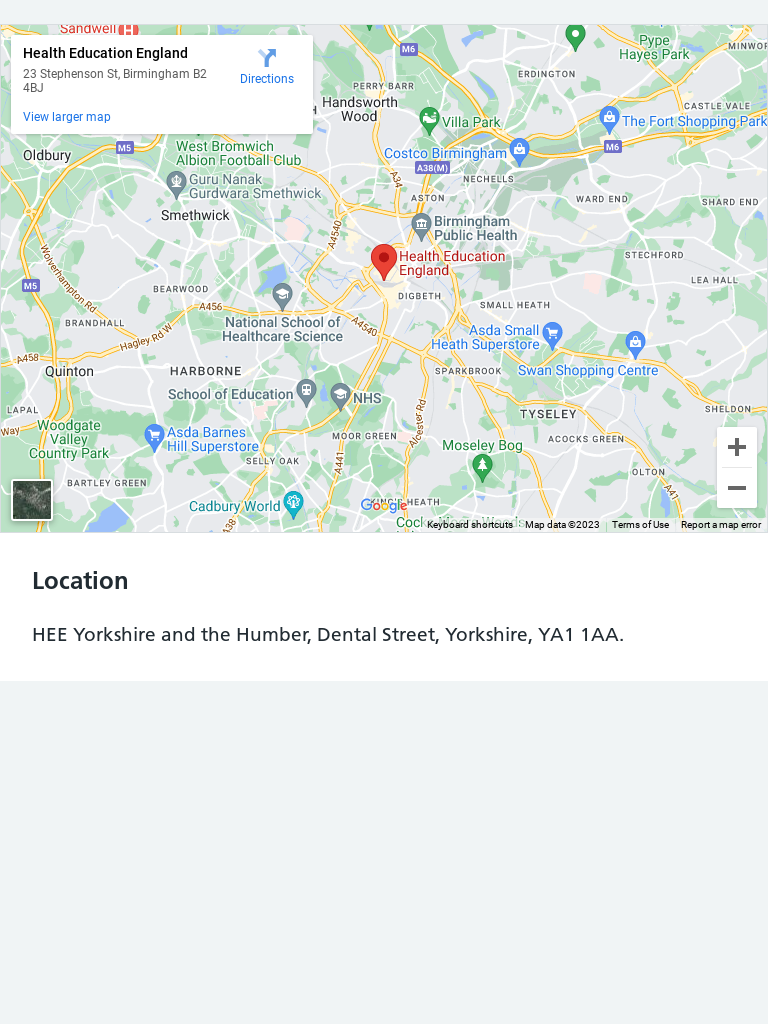 Sandwell
M6
Pype
Hayes Park
MINWOR
Health Education England
23 Stephenson St, Birmingham B2
4BJ
Directions
View larger map
ERDINGTON
PERRY BARR
Handsworth
Wood
H
CASTLE VALE
Villa Park
The Fort Shopping Park
M5
West Bromwich
Albion Football Club
Oldbury
Costco Birmingham
M6
A38(M)
A34
NECHELLS
Guru Nanak
Gurdwara Smethwick
ASTON
WARD END
SHARD END
Smethwick
Birmingham
Public Health
A4540
Wolverhampton Rd
Health Education
England
STECHFORD
M5
BEARWOOD
DIGBETH
LEA HALL
A456
SMALL HEATH
BRANDHALL
National School of
Healthcare Science
A4540
Asda Small
Heath Superstore
Hagley Rd W
A458
Quinton
HARBORNE
SPARKBROOK
Swan Shopping Centre
School of Education
NHS
LAPAL
Alcester Rd
TYSELEY
SHELDON
Way
Woodgate
Valley
Country Park
Asda Barnes
Hill Superstore
MOOR GREEN
ACOCKS GREEN
Moseley Bog
SELLY OAK
A441
OLTON
BARTLEY GREEN
A41
Cadbury World
KING'S HEATH
Google
A38
Keyboard shortcuts
Map data ©2023
Terms of Use
Report a map error
Location
HEE Yorkshire and the Humber, Dental Street, Yorkshire, YA1 1AA.